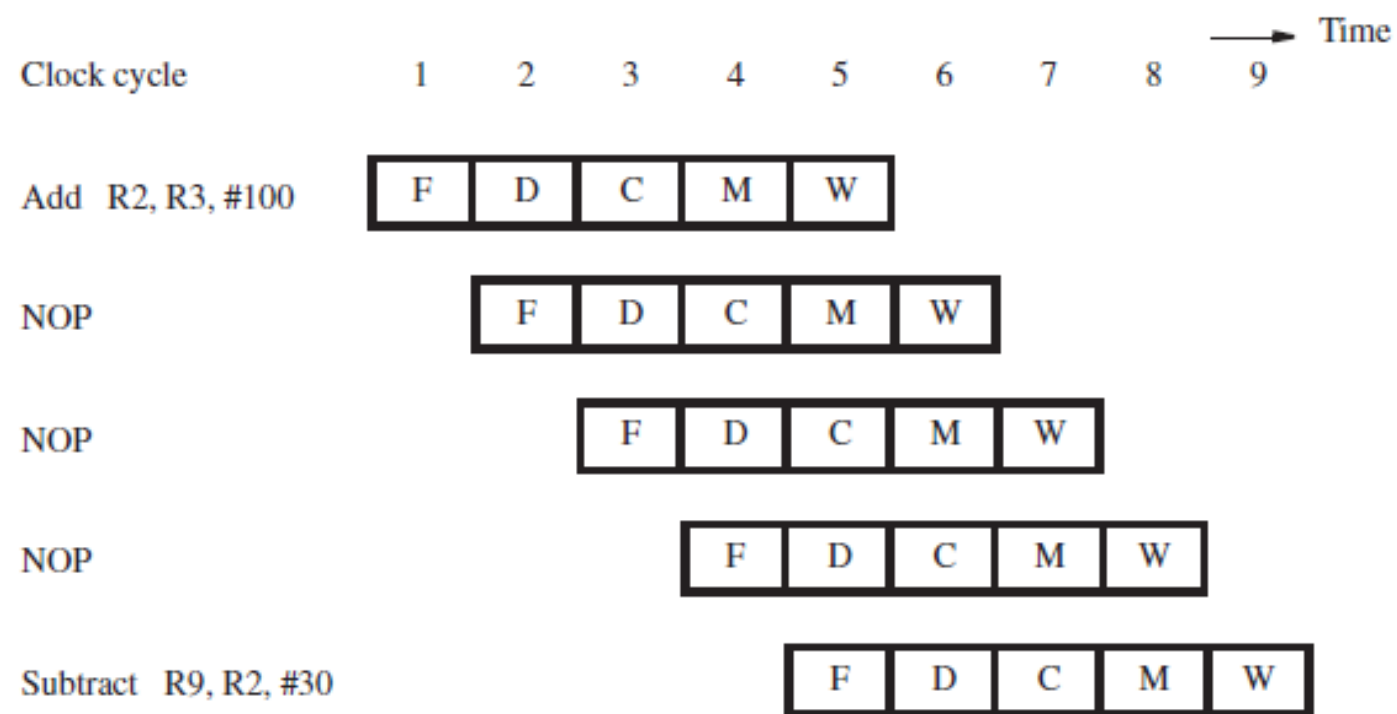 Time
Clock cycle 1 2 3 4 5 6 7 8 9
Add R2, R3, #100 F D C M W
NOP F D C M W
NOP F D C M W
NOP F D C M W
Subtract R9, R2, #30 F D C M W